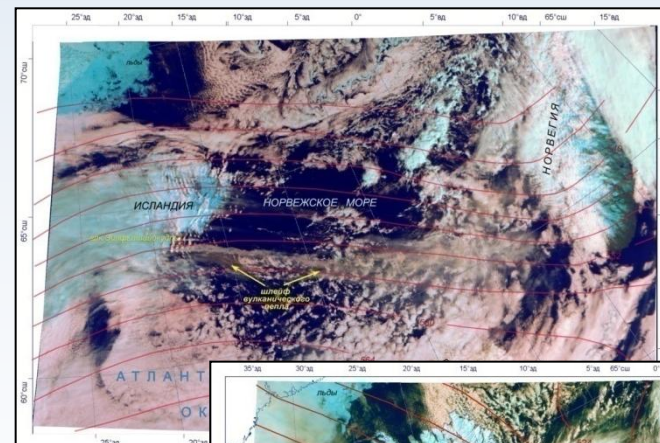 25°зд 20°зд 15°зд 10°зд 5°зд 0° 5°вд 10°вд 65°сш 15°вд
70°сш
льды
НОРВЕГИЯ
ИСЛАНДИЯ
НОРВЕЖСКОЕ МОРЕ
65°сш
шлейф
вулканического
пепла
60°сш
АТЛАНТ
ОК
35°зд 30°зд 25°зд 20°зд 15°зд 10°зд 5°зд 65°сш 0°
льды